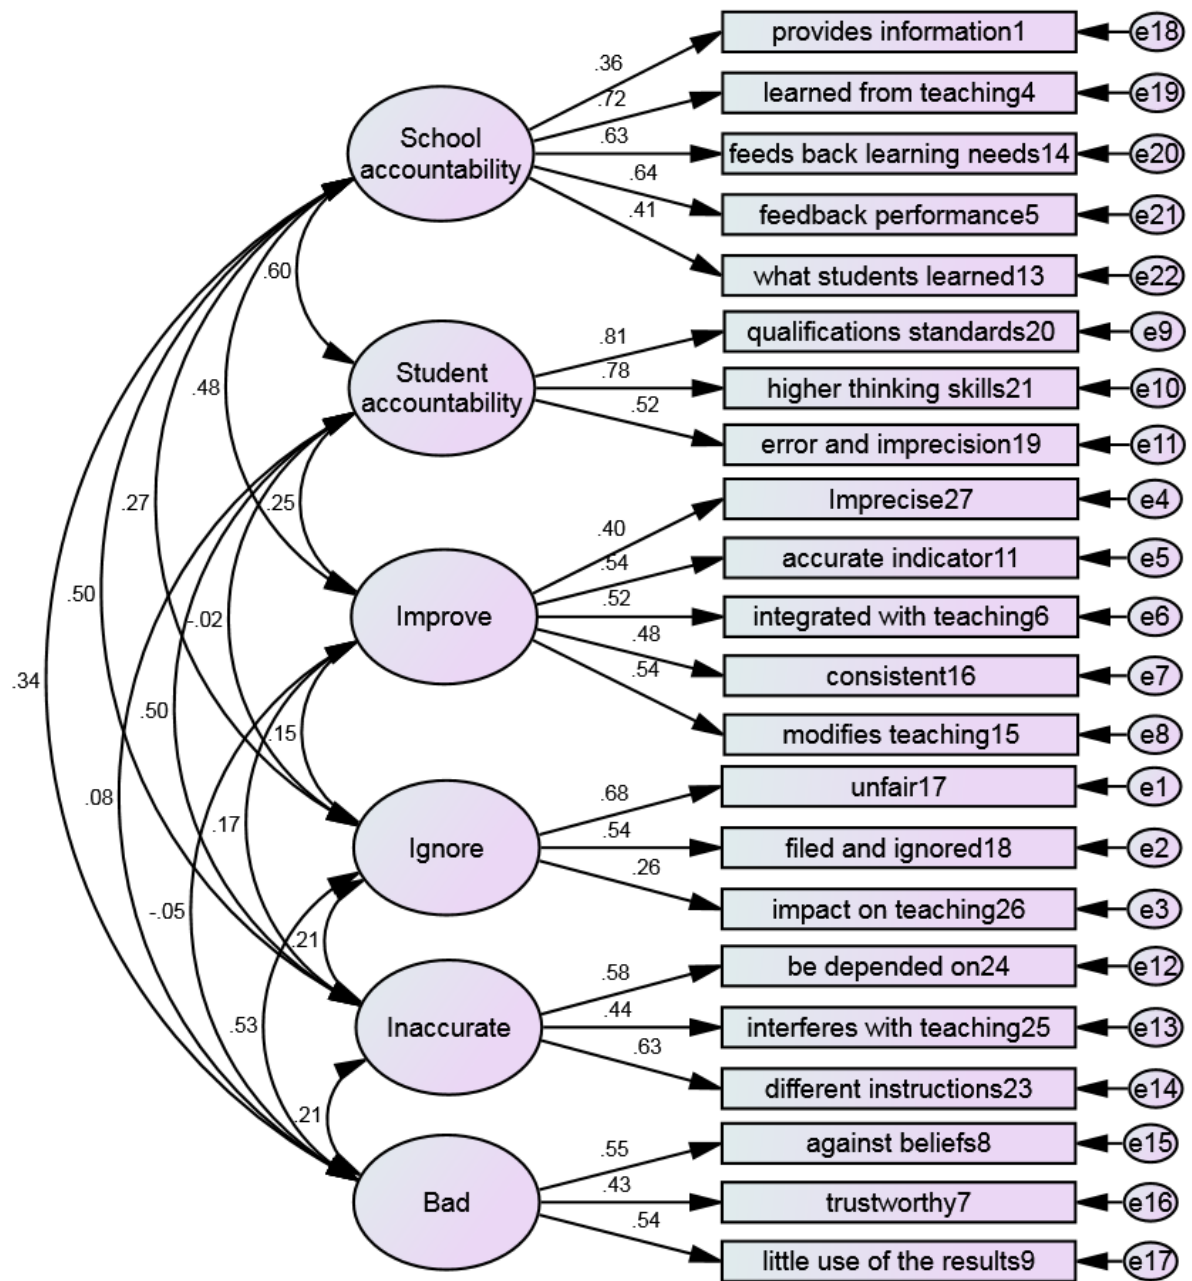 provides information1
e18
.36
learned from teaching4
e19
.72
School
accountability
.63
feeds back learning needs14
e20
.64
feedback performance5
e21
.41
what students learned13
e22
.60
.81
qualifications standards20
e9
Student
accountability
.78
higher thinking skills21
e10
.48
.52
error and imprecision19
e11
.27
.25
Imprecise27
e4
.40
accurate indicator11
e5
.54
.50
-.02
Improve
.52
integrated with teaching6
e6
.48
consistent16
e7
.34
.54
modifies teaching15
e8
.50
.15
unfair17
e1
.68
.08
.17
Ignore
.54
filed and ignored18
e2
.26
impact on teaching26
e3
-.05
.21
be depended on24
e12
.58
.53
Inaccurate
.44
interferes with teaching25
e13
.63
different instructions23
e14
.21
against beliefs8
e15
.55
Bad
.43
trustworthy7
e16
.54
little use of the results9
e17